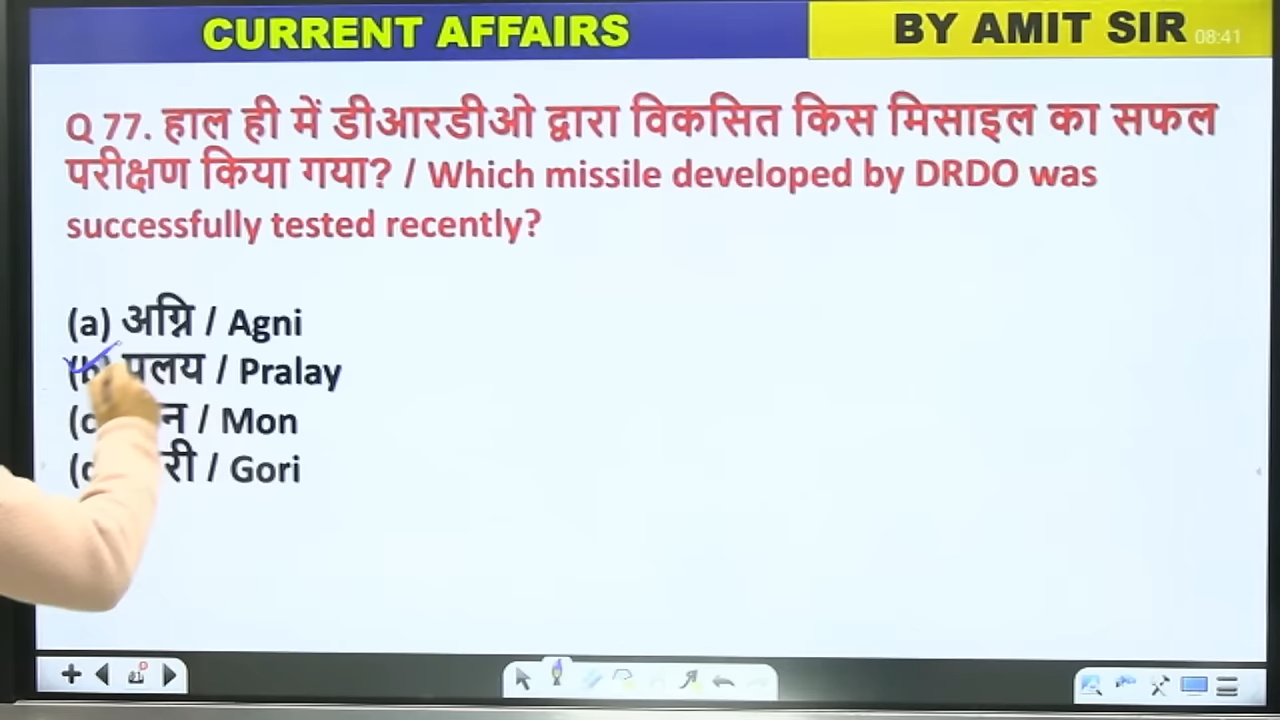 CURRENT AFFAIRS
BY AMIT SIR
08:41
Q 77. हाल ही में डीआरडीओ द्वारा विकसित किस मिसाइल का सफल
परीक्षण किया गया? / Which missile developed by DRDO was
successfully tested recently?
(a) अग्नि / Agni
(b) प्रलय / Pralay
/ Mon
/ Gori